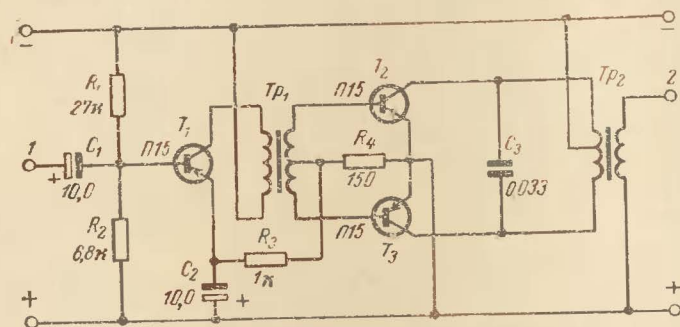 − −
R₁
27к
1
C₁
+ 10,0
R₂
6,8к
T₁
П15
Tp₁
R₃
1к
C₂
10,0 +
T₂
П15
R₄
150
П15
T₃
C₃
0,033
Tp₂
2
+ +